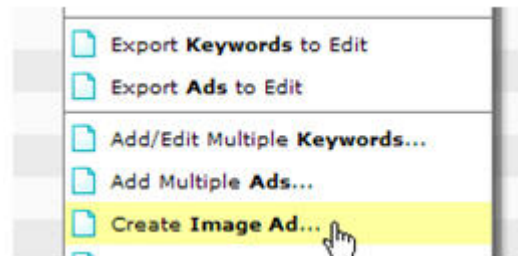 Export Keywords to Edit
Export Ads to Edit
Add/Edit Multiple Keywords...
Add Multiple Ads...
Create Image Ad...